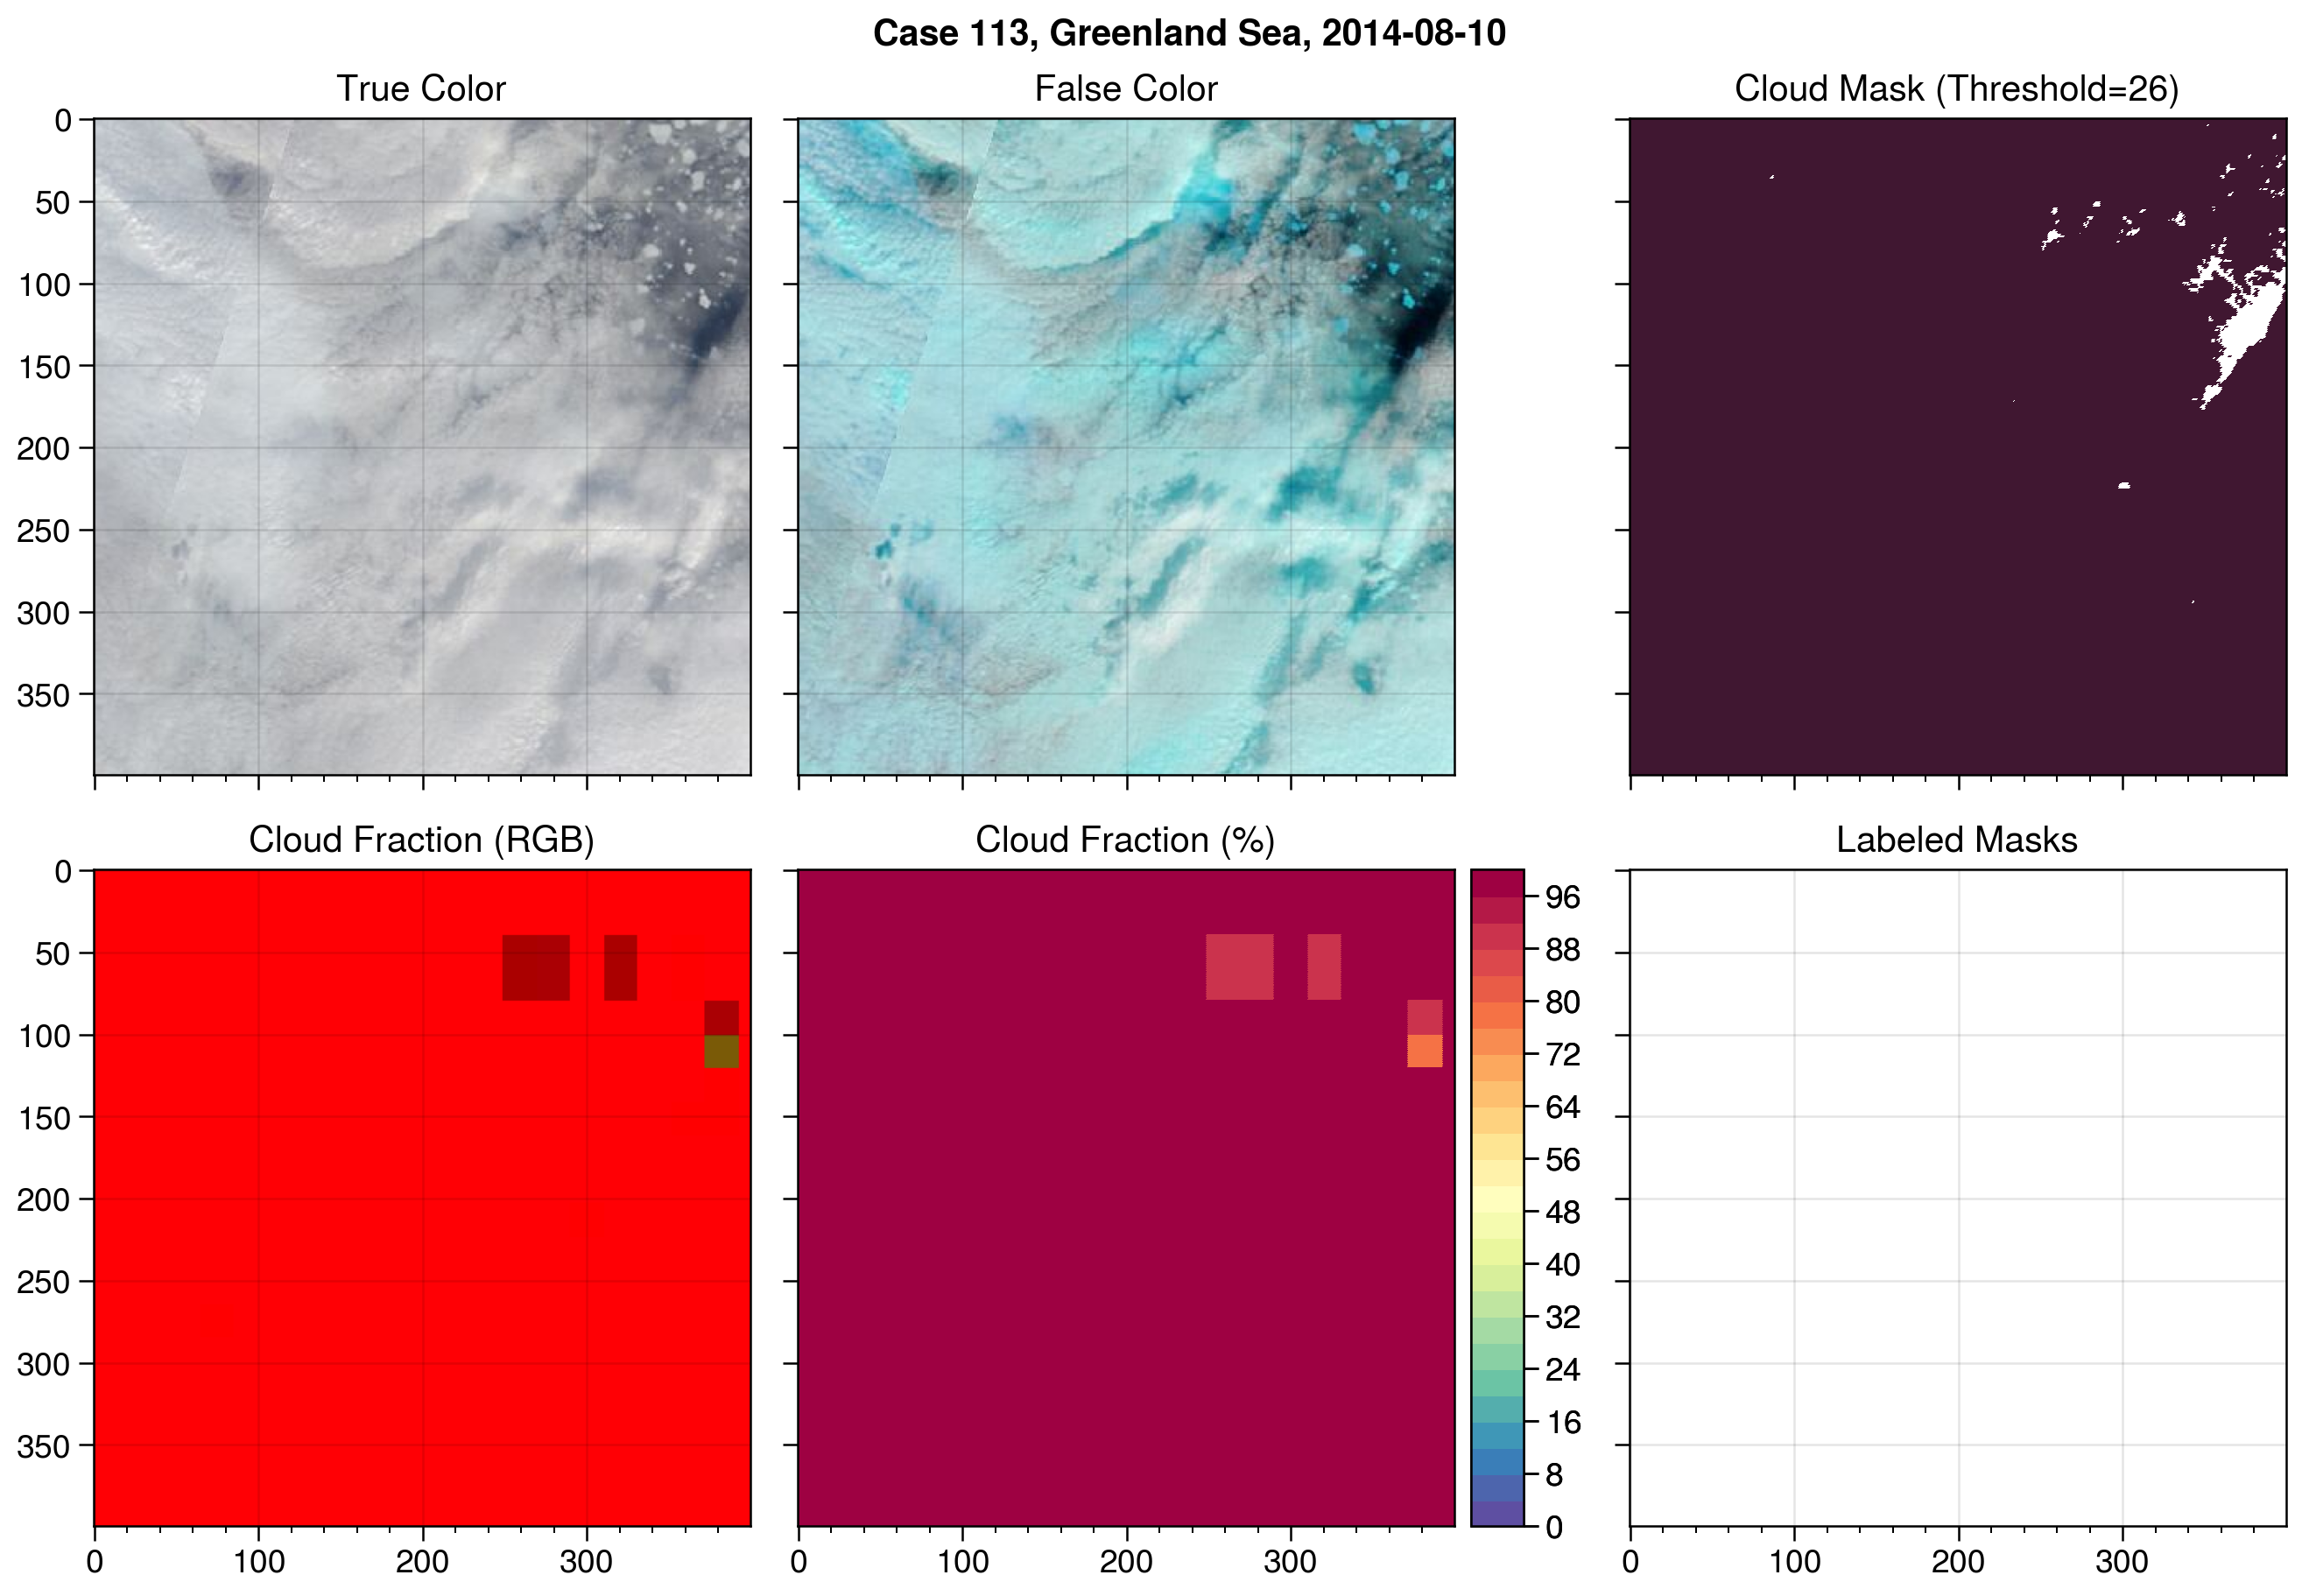 Case 113, Greenland Sea, 2014-08-10
True Color
False Color
Cloud Mask (Threshold=26)
0
50
100
150
200
250
300
350
Cloud Fraction (RGB)
Cloud Fraction (%)
Labeled Masks
0
50
100
150
200
250
300
350
96
88
80
72
64
56
48
40
32
24
16
8
0
0 100 200 300
0 100 200 300
0 100 200 300